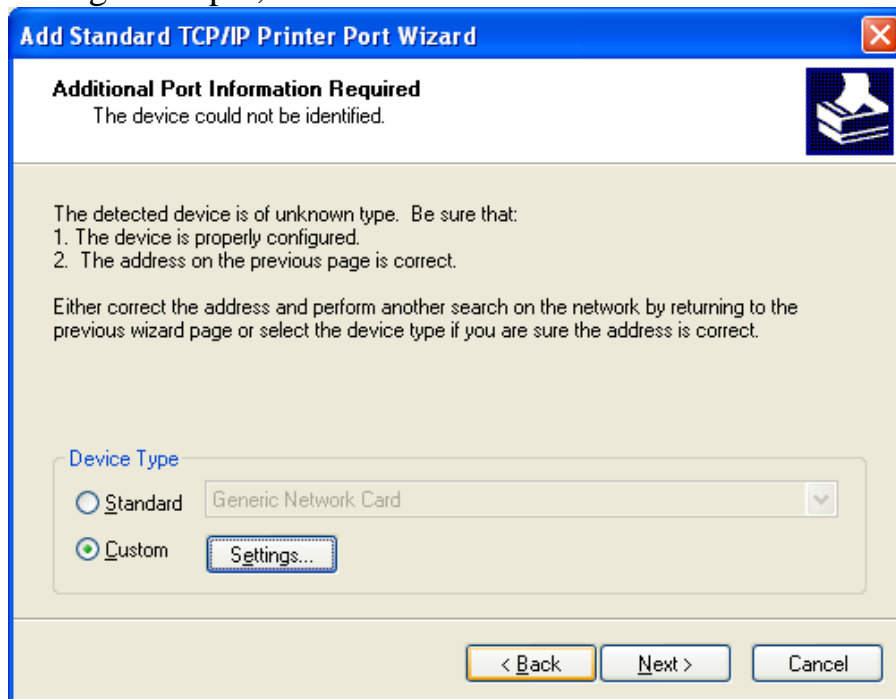 Add Standard TCP/IP Printer Port Wizard
Additional Port Information Required
The device could not be identified.
The detected device is of unknown type. Be sure that:
1. The device is properly configured.
2. The address on the previous page is correct.
Either correct the address and perform another search on the network by returning to the
previous wizard page or select the device type if you are sure the address is correct.
Device Type
Standard Generic Network Card
Custom Settings...
< Back Next > Cancel